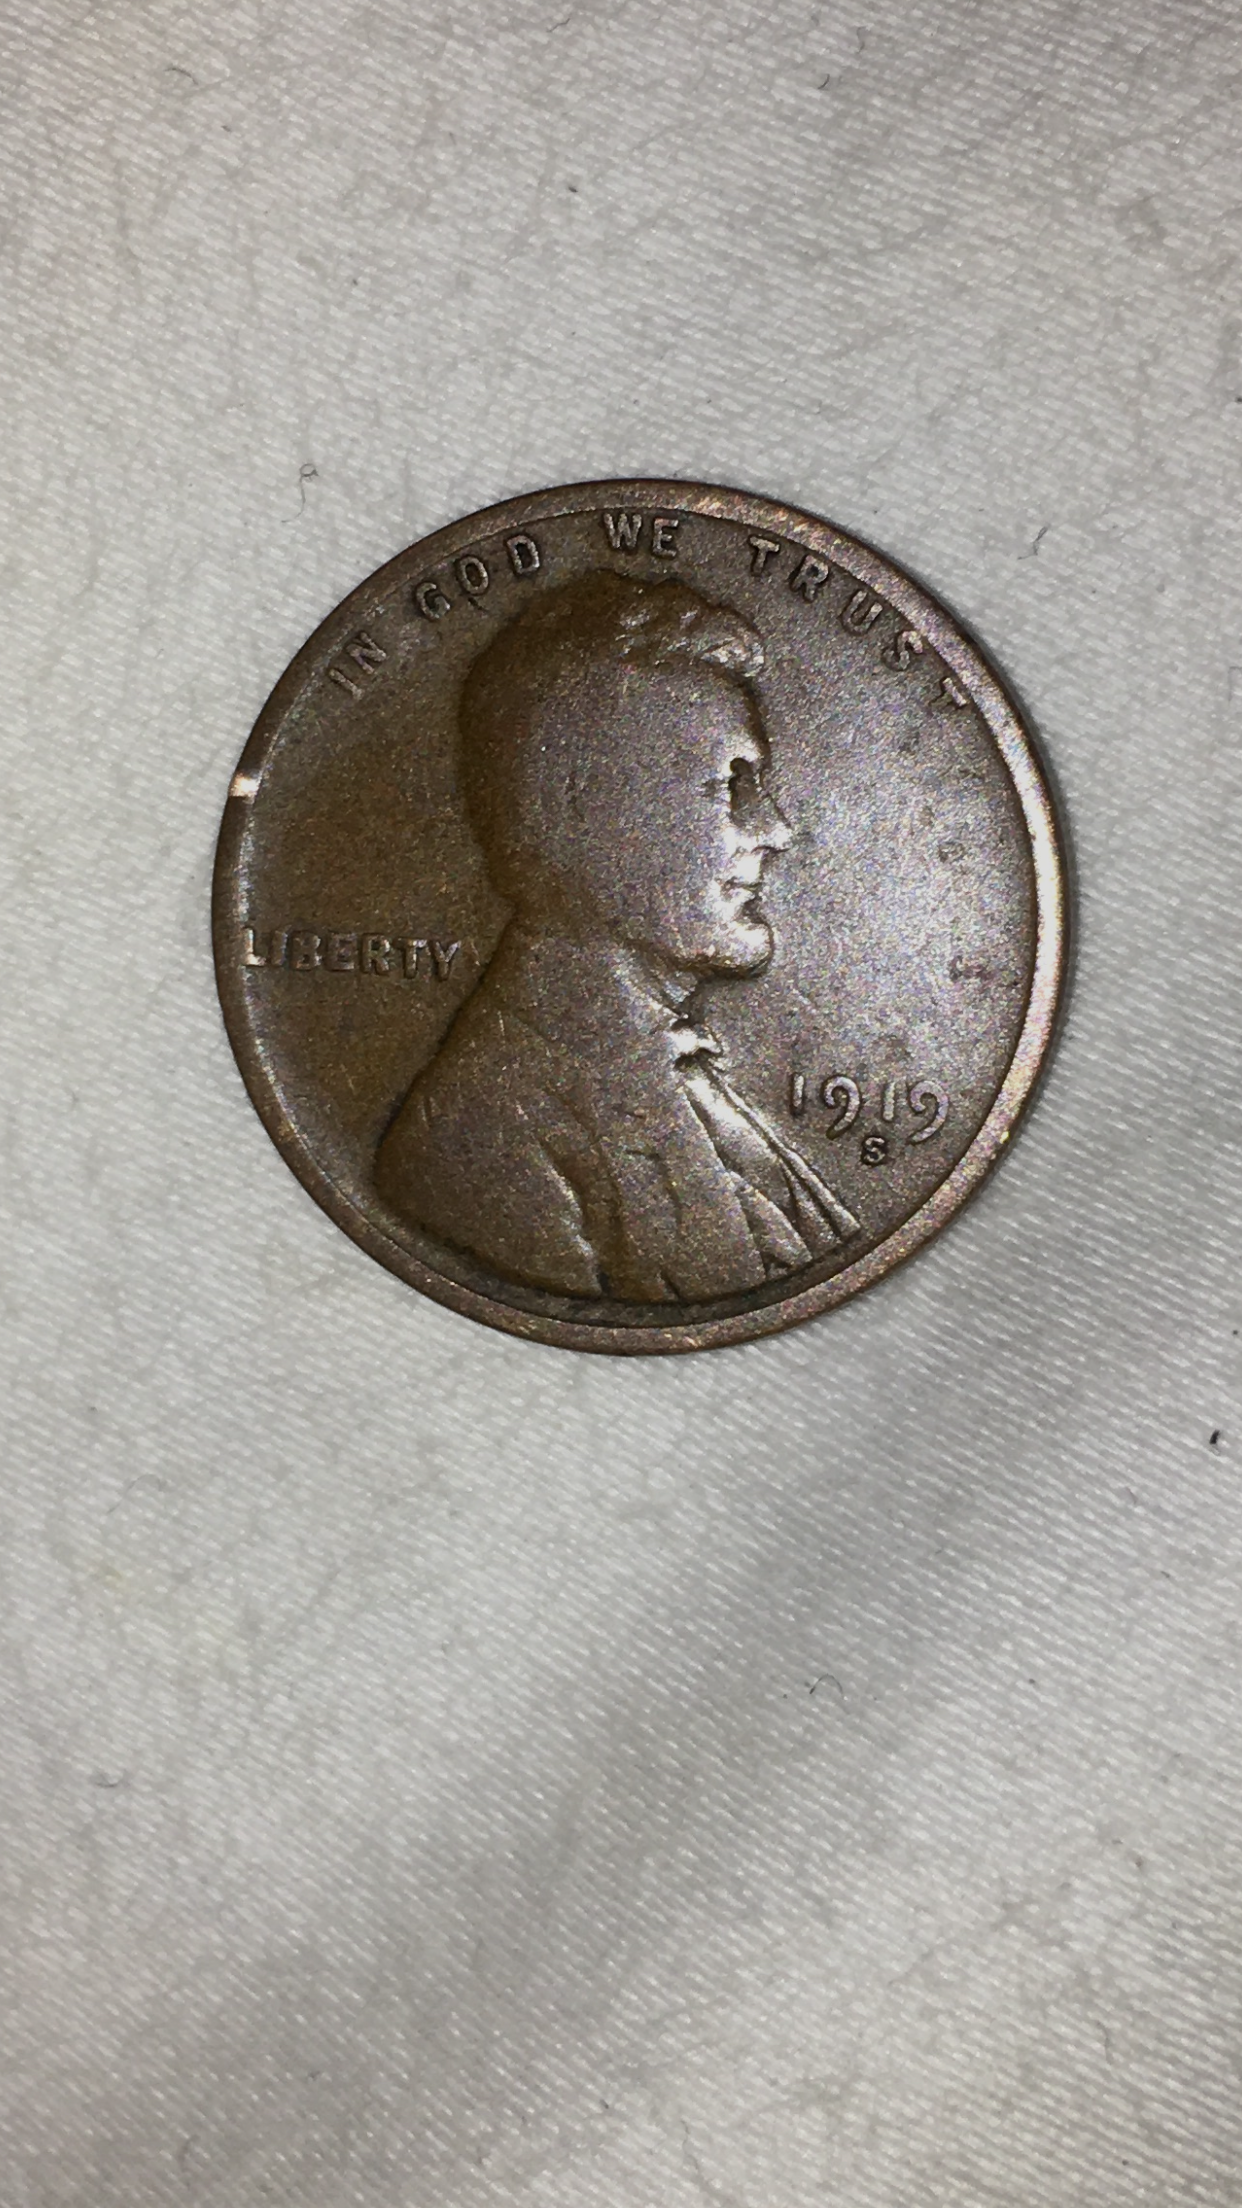 IN GOD WE TRUST
LIBERTY
1919
S